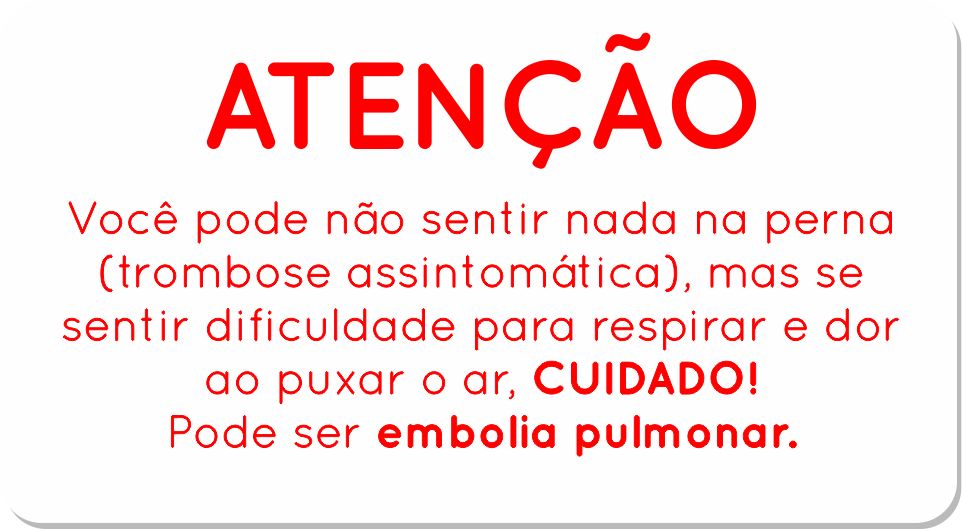 ATENÇÃO
Você pode não sentir nada na perna
(trombose assintomática), mas se
sentir dificuldade para respirar e dor
ao puxar o ar, CUIDADO!
Pode ser embolia pulmonar.